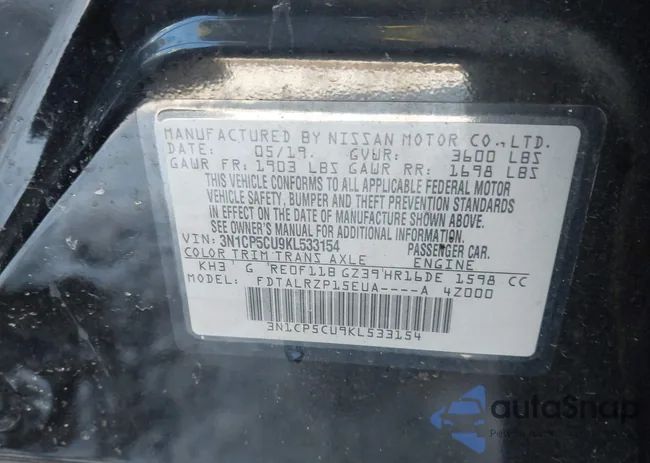 MANUFACTURED BY NISSAN MOTOR CO.,LTD.
DATE: 05/19. GVWR: 3600 LBS
GAWR FR: 1903 LBS GAWR RR: 1698 LBS
THIS VEHICLE CONFORMS TO ALL APPLICABLE FEDERAL MOTOR
VEHICLE SAFETY, BUMPER AND THEFT PREVENTION STANDARDS
IN EFFECT ON THE DATE OF MANUFACTURE SHOWN ABOVE.
SEE OWNER'S MANUAL FOR ADDITIONAL INFORMATION.
VIN: 3N1CP5CU9KL533154 PASSENGER CAR.
COLOR TRIM TRANS AXLE ENGINE
KH3 G RE0F11B GZ39 HR16DE 1598 CC
MODEL: FDTALRZP15EUA----A 4Z000
3N1CP5CU9KL533154
autoSnap